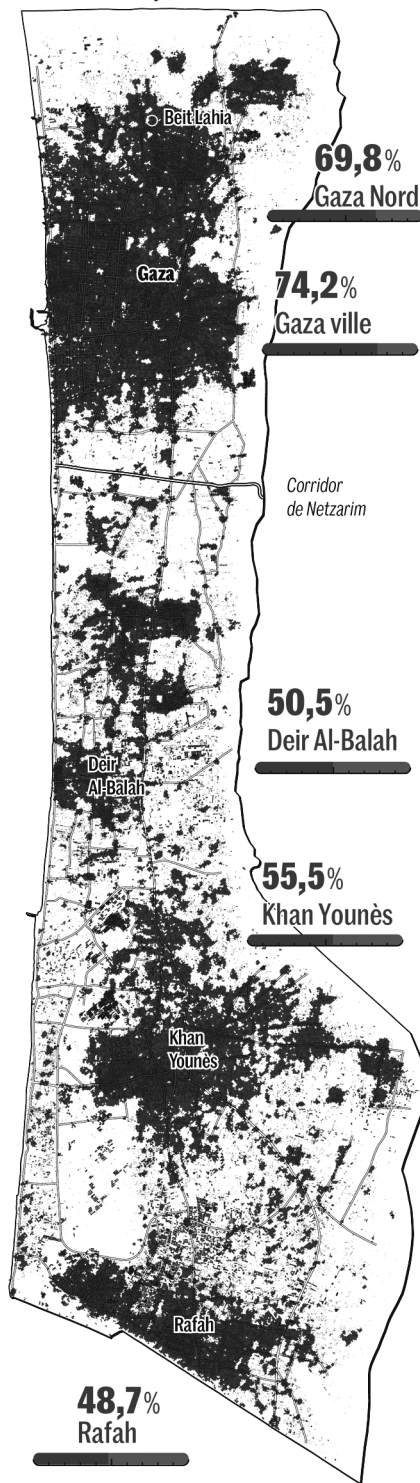 Beit Lahia
69,8%
Gaza Nord
Gaza
74,2%
Gaza ville
Corridor
de Netzarim
50,5%
Deir Al-Balah
Deir
Al-Balah
55,5%
Khan Younès
Khan
Younès
Rafah
48,7%
Rafah